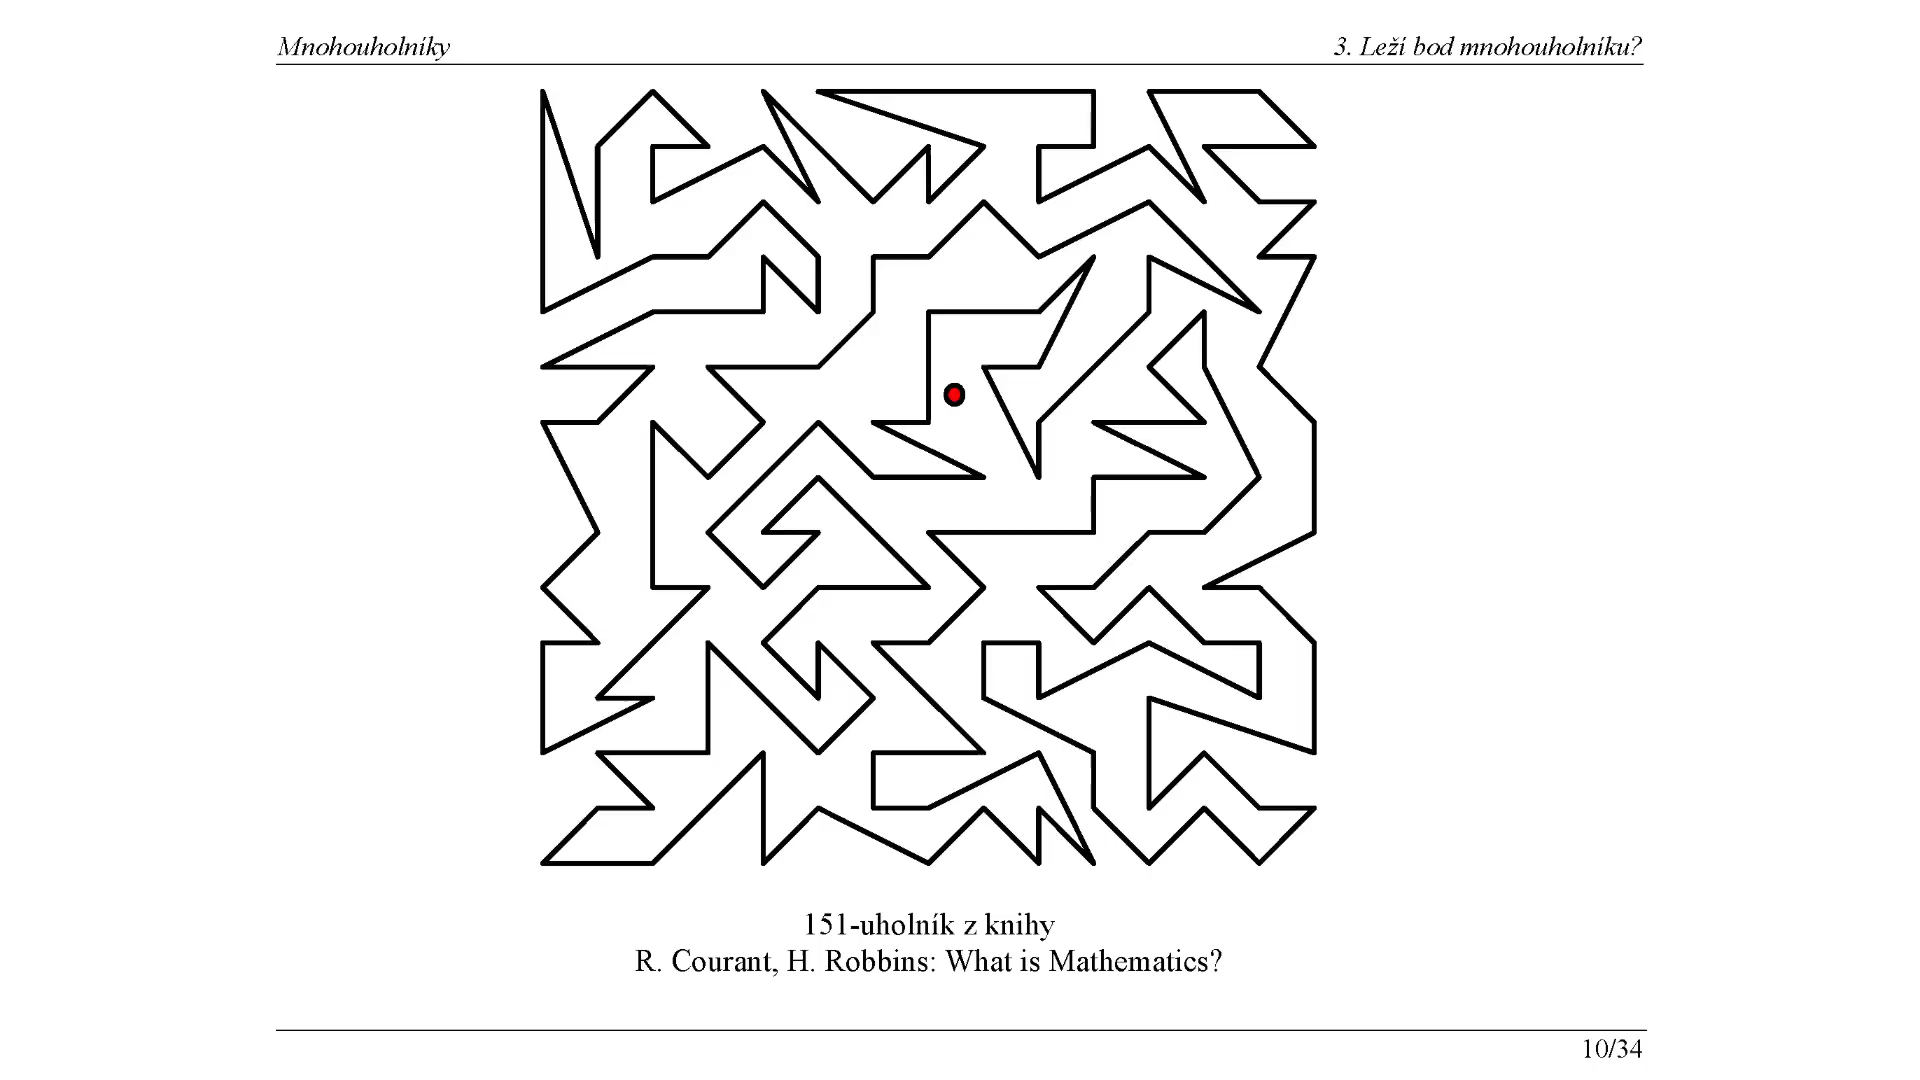 Mnohouholníky
3. Leží bod mnohouholníku?
151-uholník z knihy
R. Courant, H. Robbins: What is Mathematics?
10/34